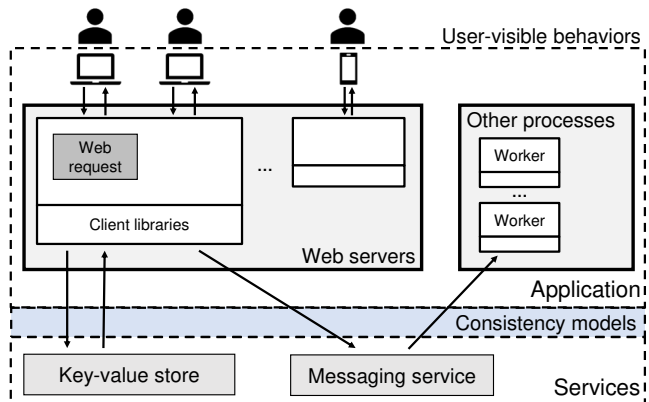 User-visible behaviors
Web
request
Client libraries
...
Web servers
Other processes
Worker
...
Worker
Application
Consistency models
Key-value store
Messaging service
Services